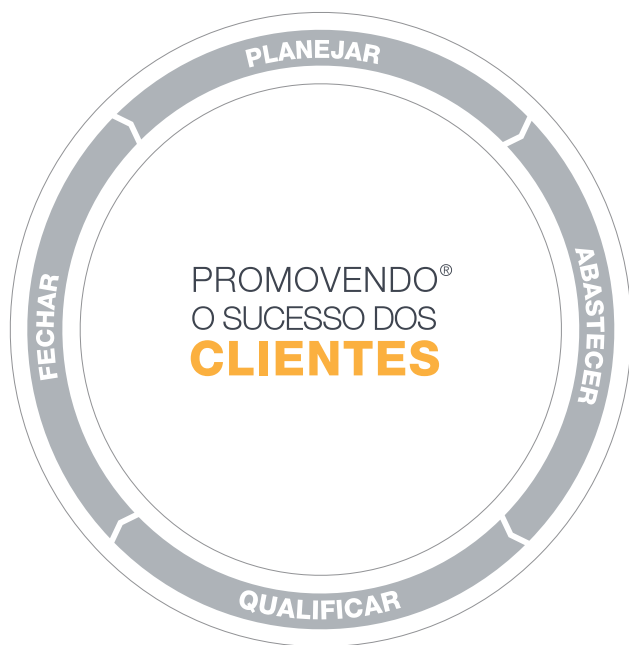 PLANEJAR
ABASTECER
QUALIFICAR
FECHAR
PROMOVENDO®
O SUCESSO DOS
CLIENTES